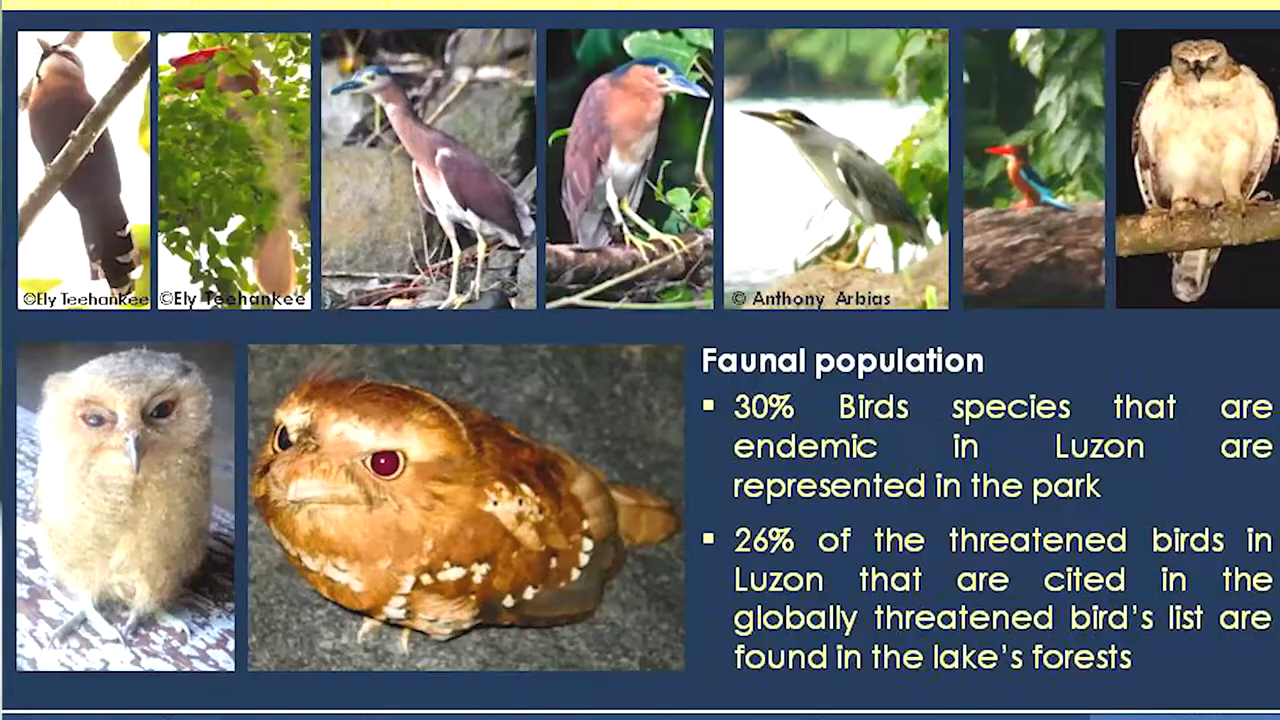 ©Ely Teehankee
©Ely Teehankee
© Anthony Arbias
Faunal population
▪ 30% Birds species that are
endemic in Luzon are
represented in the park
▪ 26% of the threatened birds in
Luzon that are cited in the
globally threatened bird's list are
found in the lake's forests